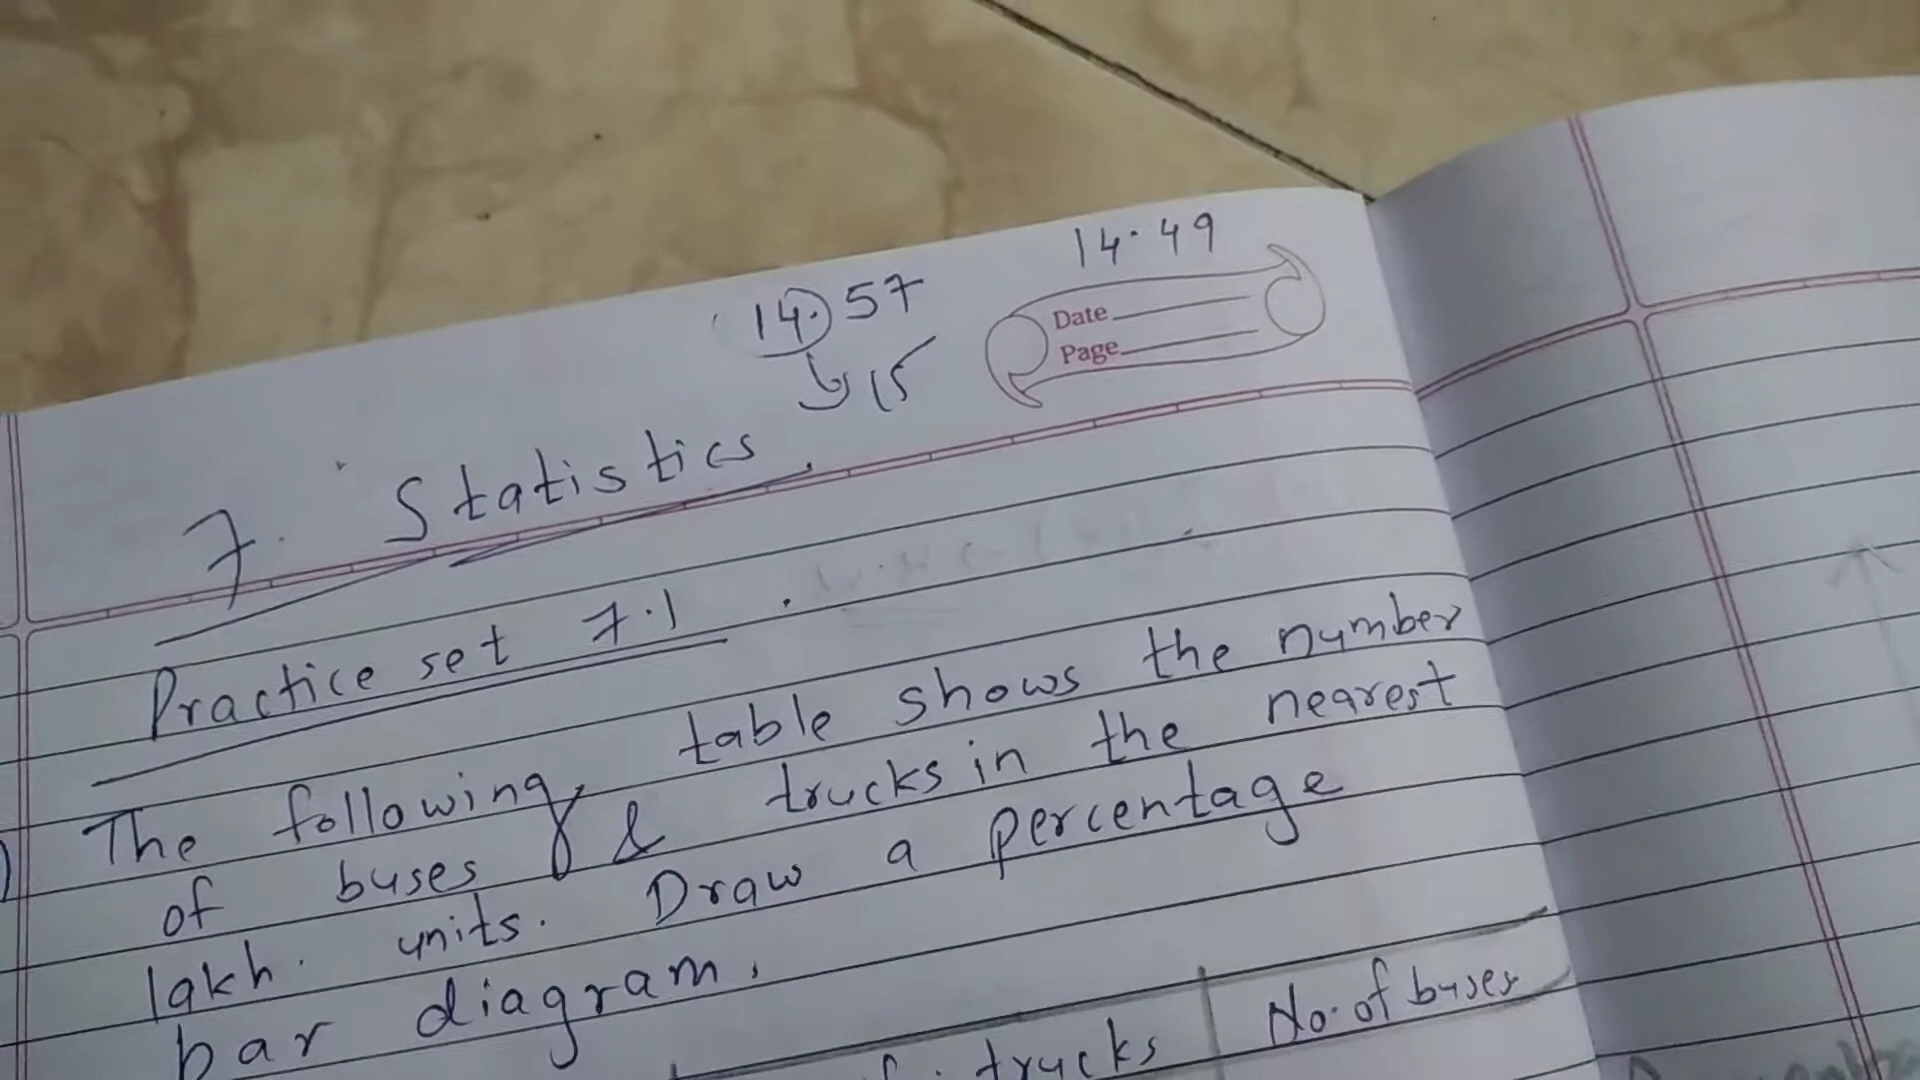 14.49
14.57
15
Date
Page
7. Statistics
Practice set 7.1
The following table shows the number
of buses & trucks in the nearest
lakh. units. Draw a percentage
bar diagram.
trucks
No. of buses